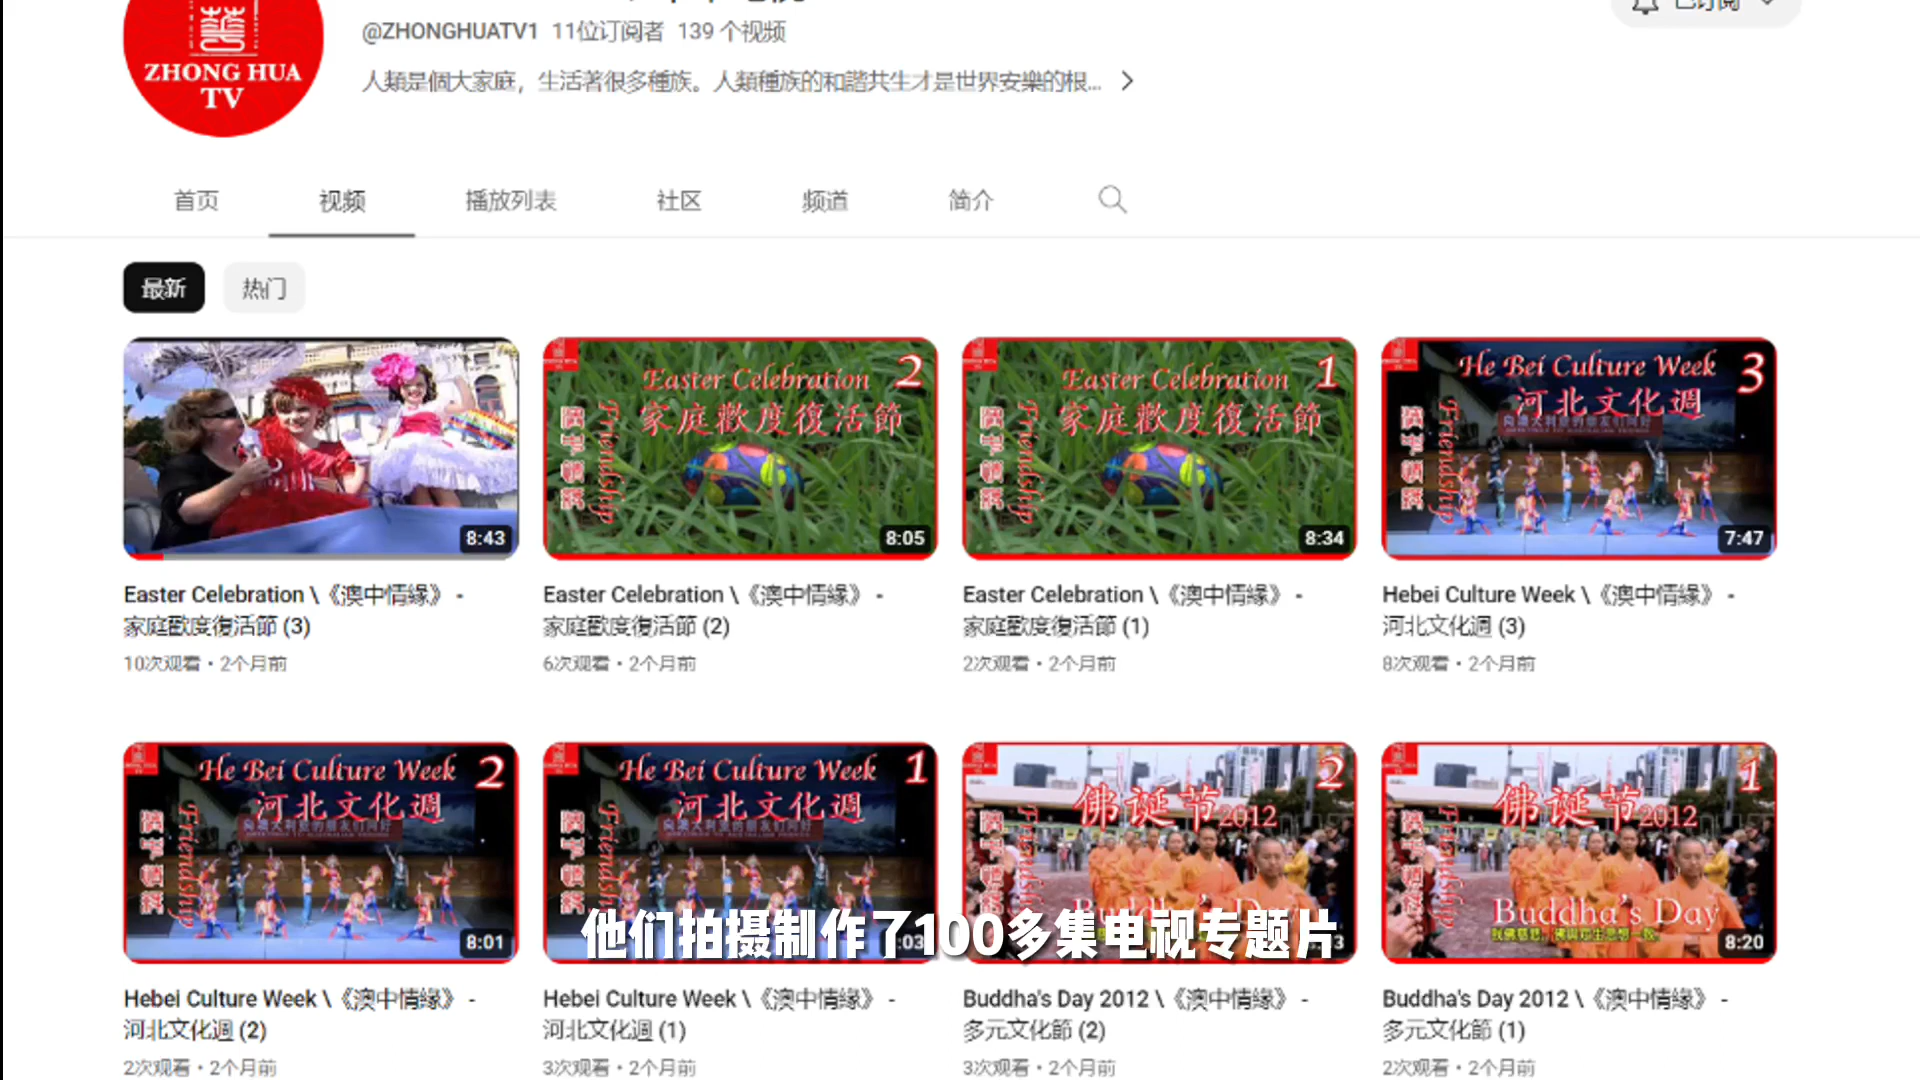 ZHONG HUA
TV
@ZHONGHUATV1 11位订阅者 139 个视频
已订阅
人類是個大家庭，生活著很多種族。人類種族的和諧共生才是世界安樂的根...
首页 视频 播放列表 社区 频道 简介
最新 热门
8:43
Easter Celebration 2
家庭歡度復活節
Friendship
8:05
Easter Celebration 1
家庭歡度復活節
Friendship
8:34
He Bei Culture Week 3
河北文化週
Friendship
7:47
Easter Celebration \《澳中情緣》 -
家庭歡度復活節 (3)
10次观看・2个月前
Easter Celebration \《澳中情緣》 -
家庭歡度復活節 (2)
6次观看・2个月前
Easter Celebration \《澳中情緣》 -
家庭歡度復活節 (1)
2次观看・2个月前
Hebei Culture Week \《澳中情緣》 -
河北文化週 (3)
8次观看・2个月前
He Bei Culture Week 2
河北文化週
Friendship
8:01
He Bei Culture Week 1
河北文化週
Friendship
佛诞节2012 2
佛诞节2012 1
Buddha's Day
8:20
他们拍摄制作了100多集电视专题片
Hebei Culture Week \《澳中情緣》 -
河北文化週 (2)
2次观看・2个月前
Hebei Culture Week \《澳中情緣》 -
河北文化週 (1)
3次观看・2个月前
Buddha's Day 2012 \《澳中情緣》 -
多元文化節 (2)
3次观看・2个月前
Buddha's Day 2012 \《澳中情緣》 -
多元文化節 (1)
2次观看・2个月前